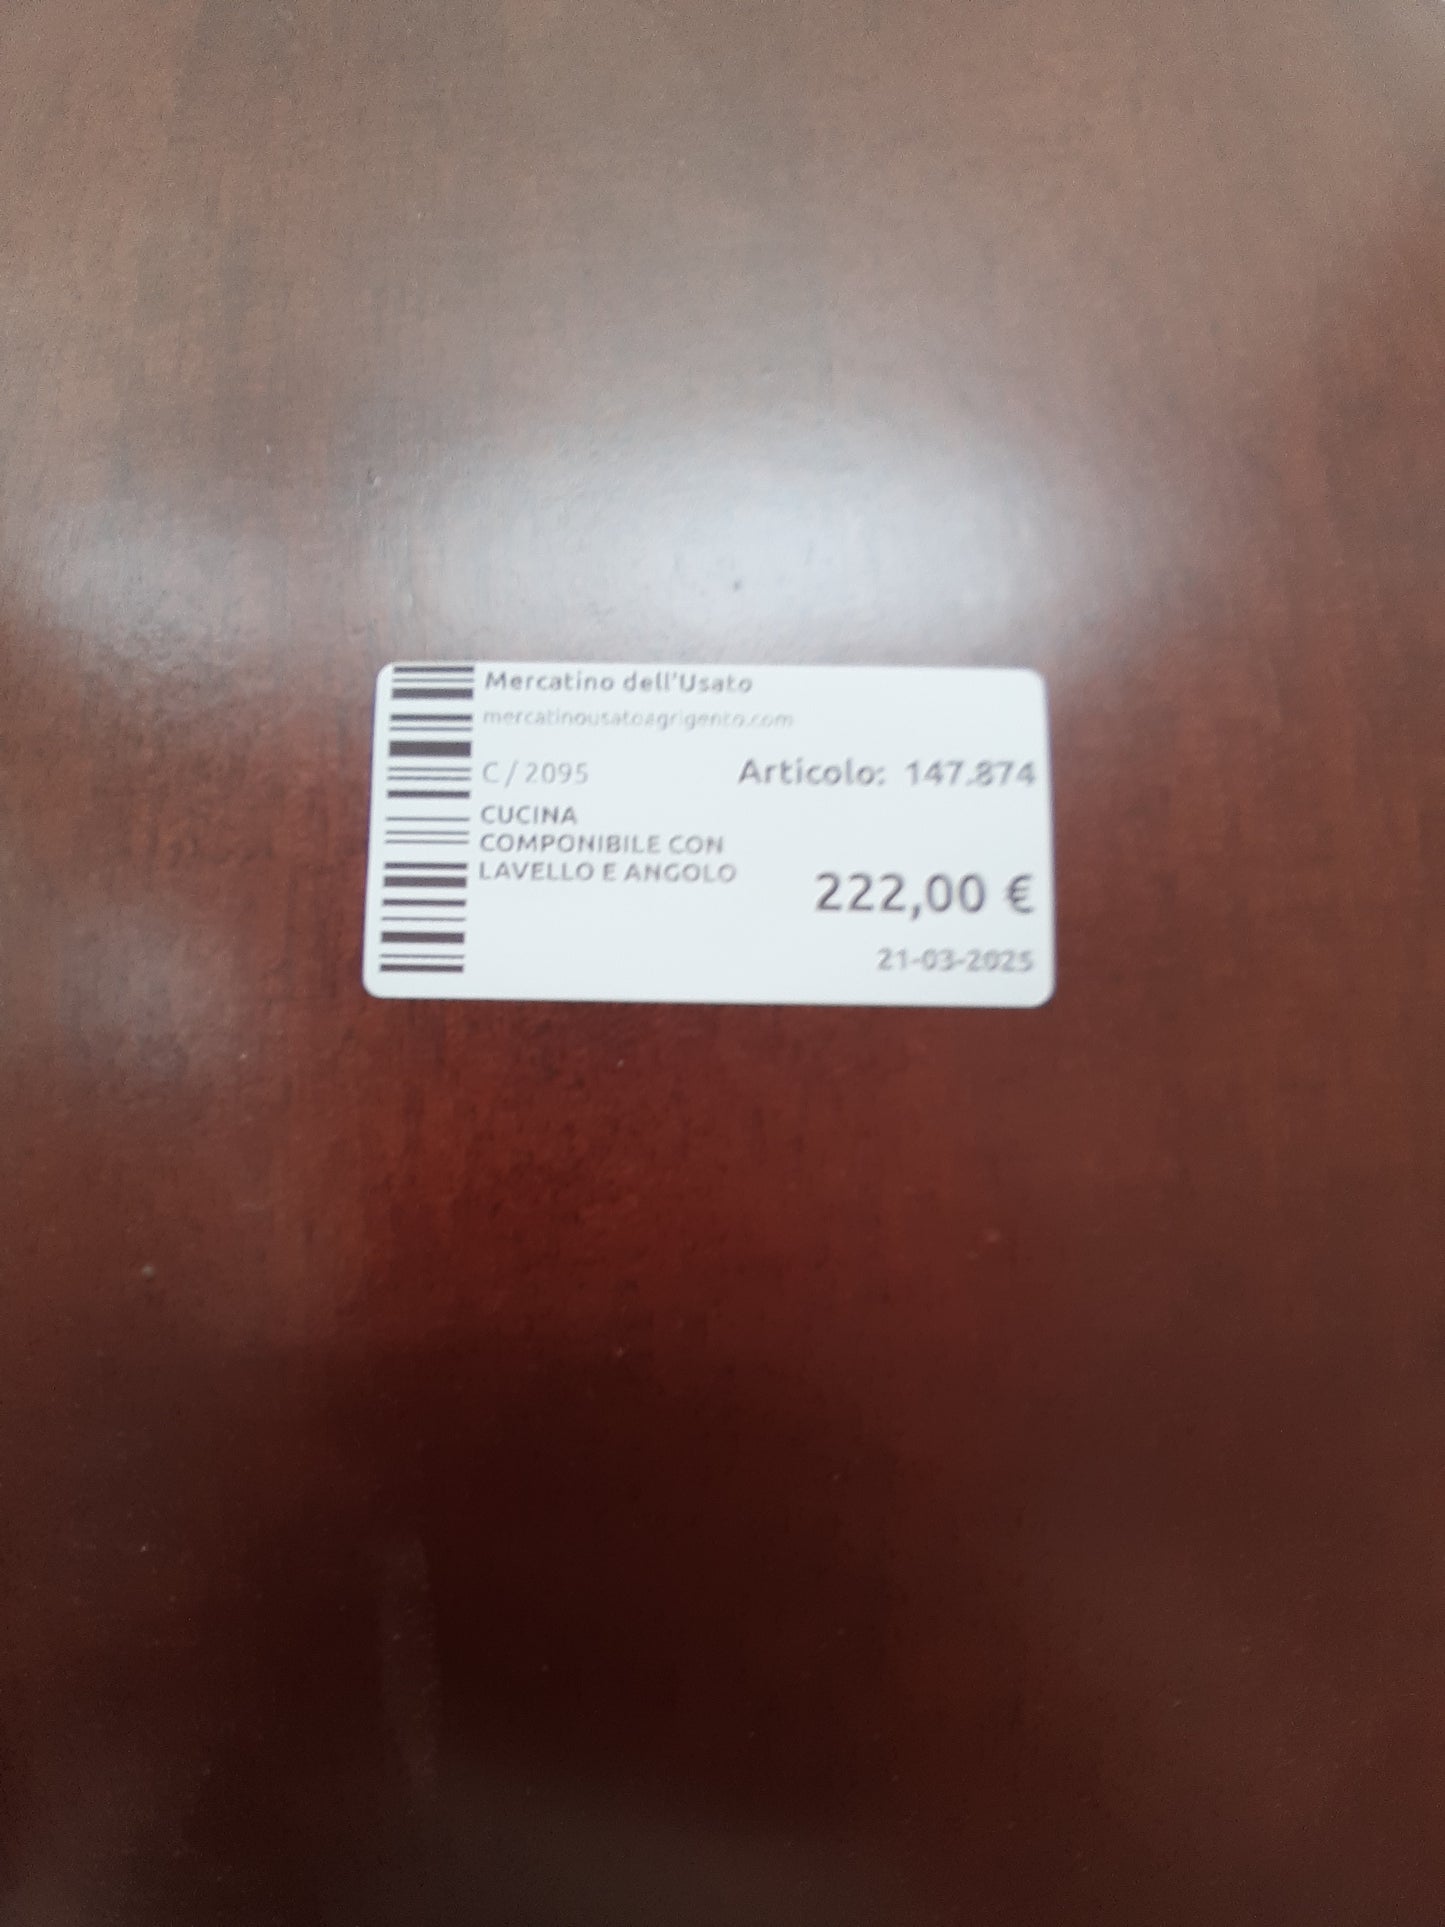 Mercatino dell'Usato
mercatinousatoagrigento.com
C/2095 Articolo: 147.874
CUCINA
COMPONIBILE CON
LAVELLO E ANGOLO
222,00 €
21-03-2025